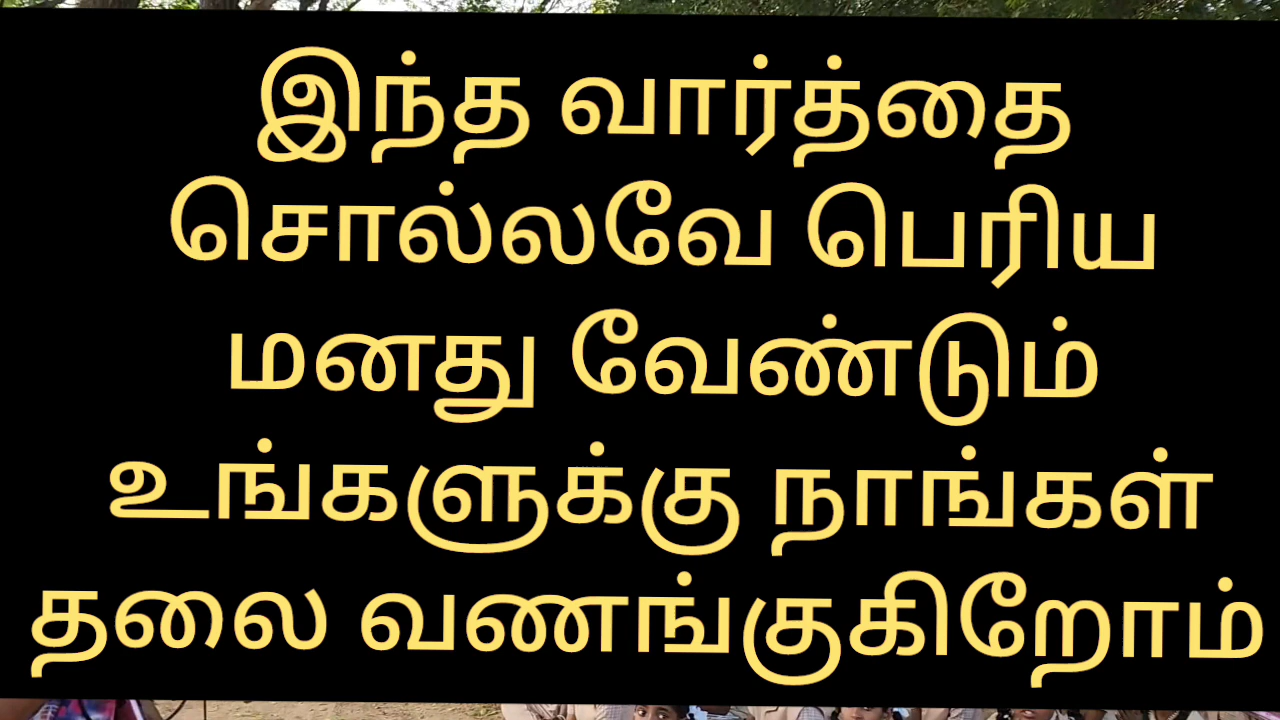 இந்த வார்த்தை
சொல்லவே பெரிய
மனது வேண்டும்
உங்களுக்கு நாங்கள்
தலை வணங்குகிறோம்